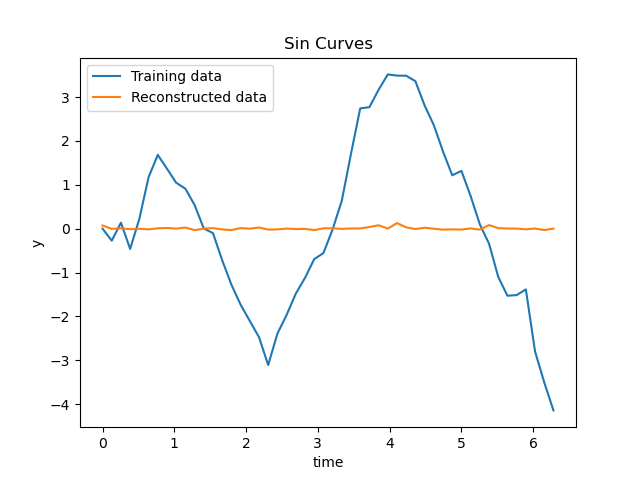 Sin Curves
Training data
Reconstructed data
3
2
1
0
−1
−2
−3
−4
y
0 1 2 3 4 5 6
time